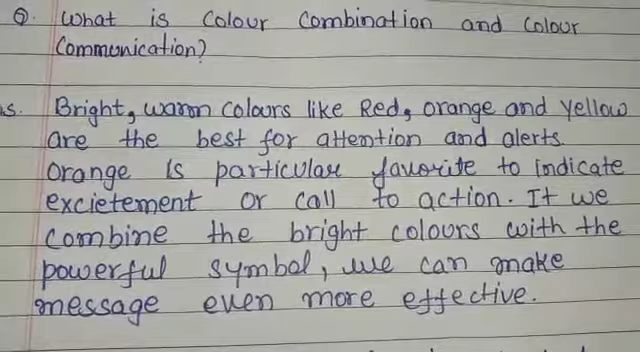 Q. What is Colour Combination and Colour
Communication?
as. Bright, warm colours like Red, orange and yellow
are the best for attention and alerts.
Orange is particular favorite to indicate
excietement or call to action. It we
combine the bright colours with the
powerful symbol, we can make
message even more effective.